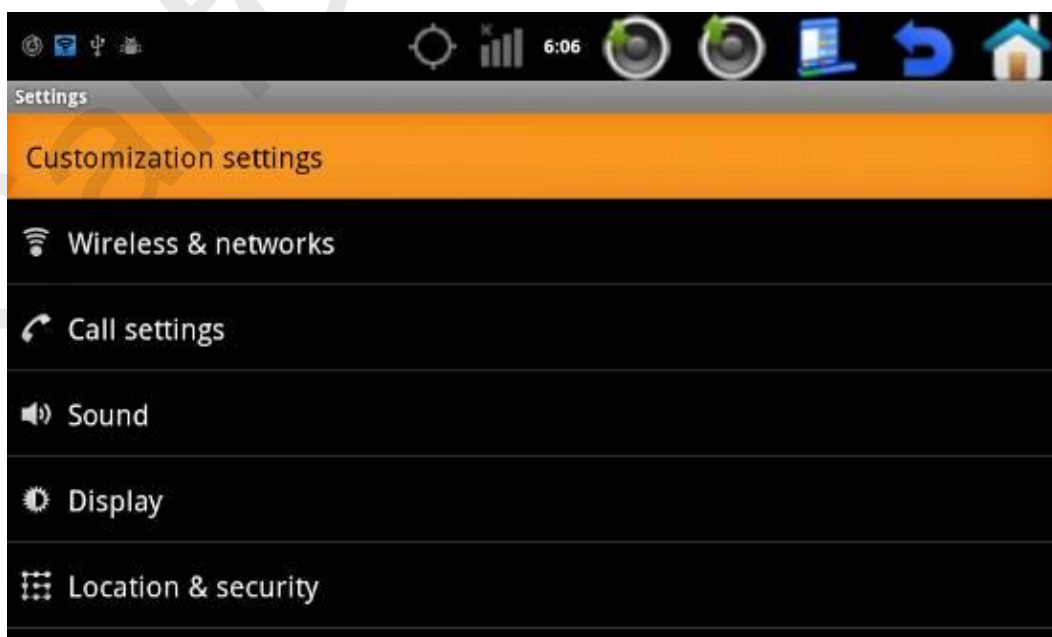 6:06
Settings
Customization settings
Wireless & networks
Call settings
Sound
Display
Location & security